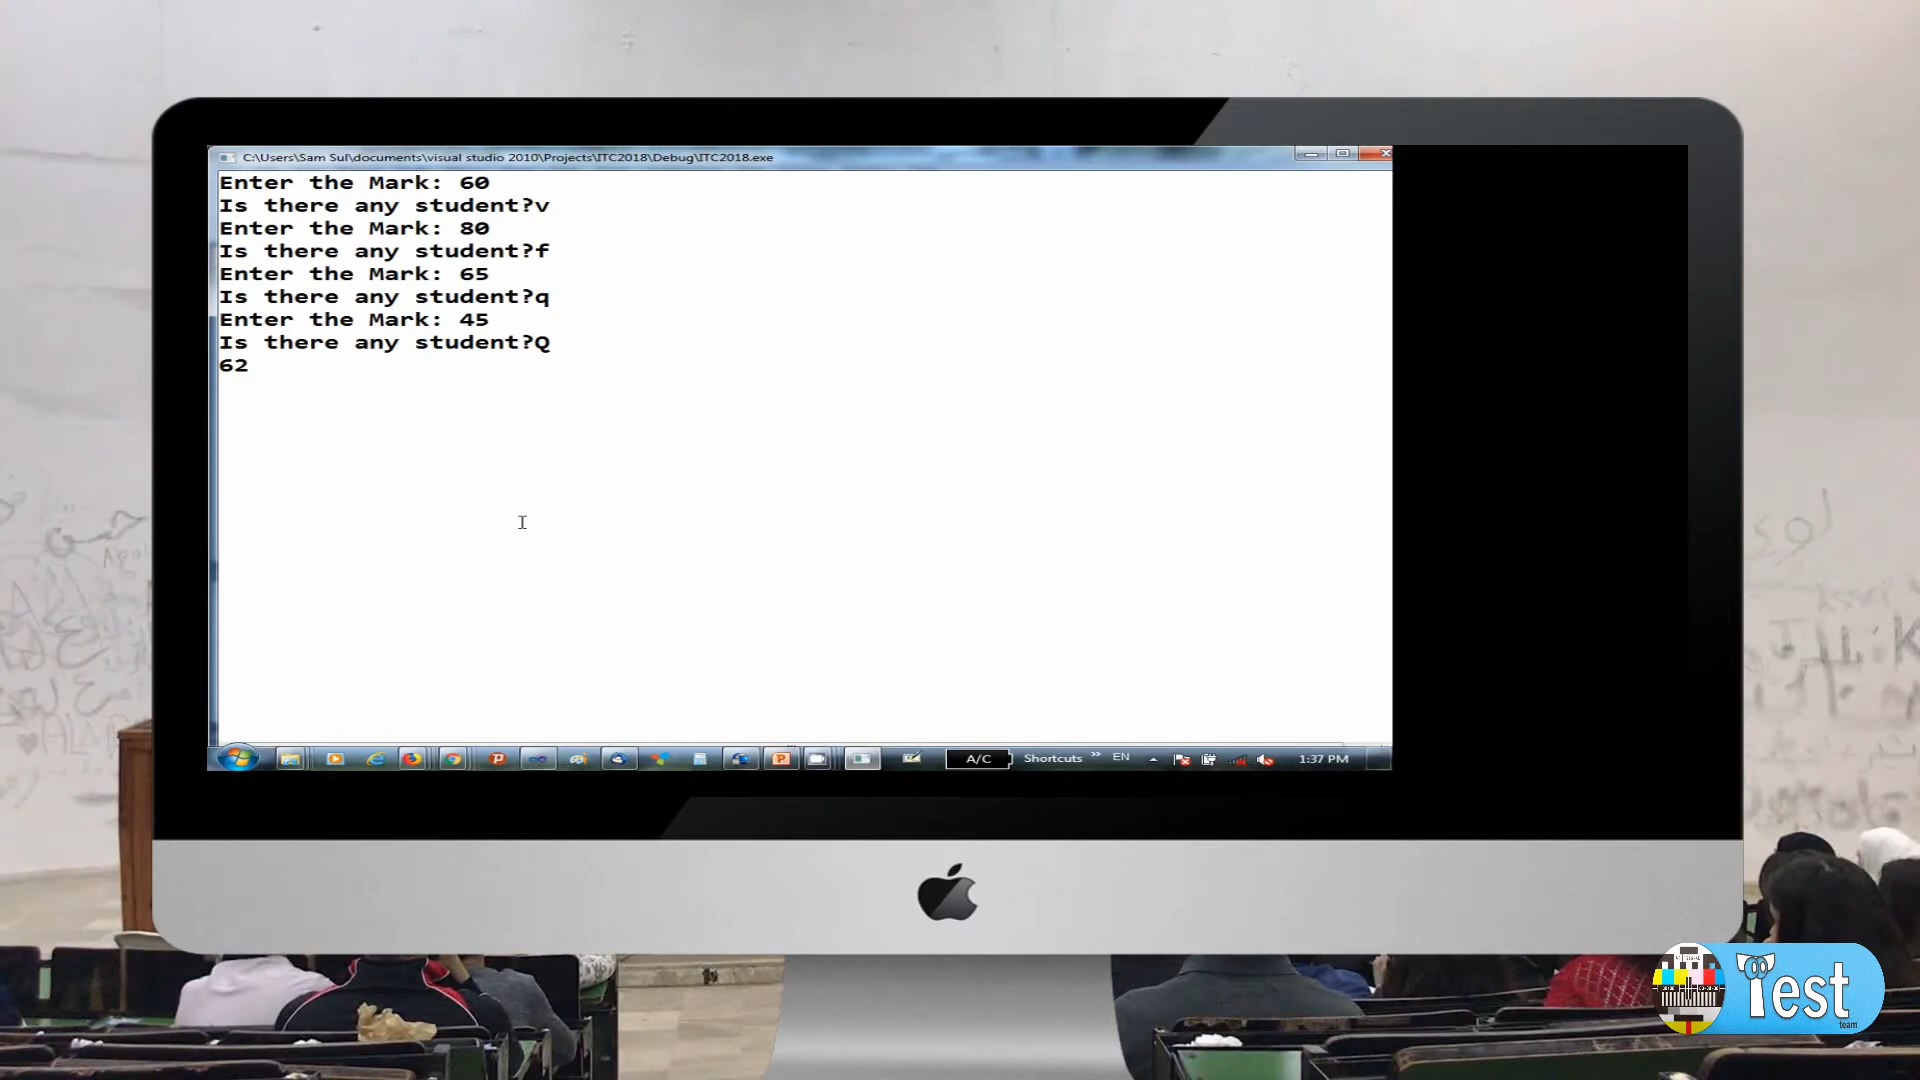 C:\Users\Sam Sul\documents\visual studio 2010\Projects\ITC2018\Debug\ITC2018.exe
Enter the Mark: 60
Is there any student?v
Enter the Mark: 80
Is there any student?f
Enter the Mark: 65
Is there any student?q
Enter the Mark: 45
Is there any student?Q
62
A/C
Shortcuts
»
EN
1:37 PM
Test
team